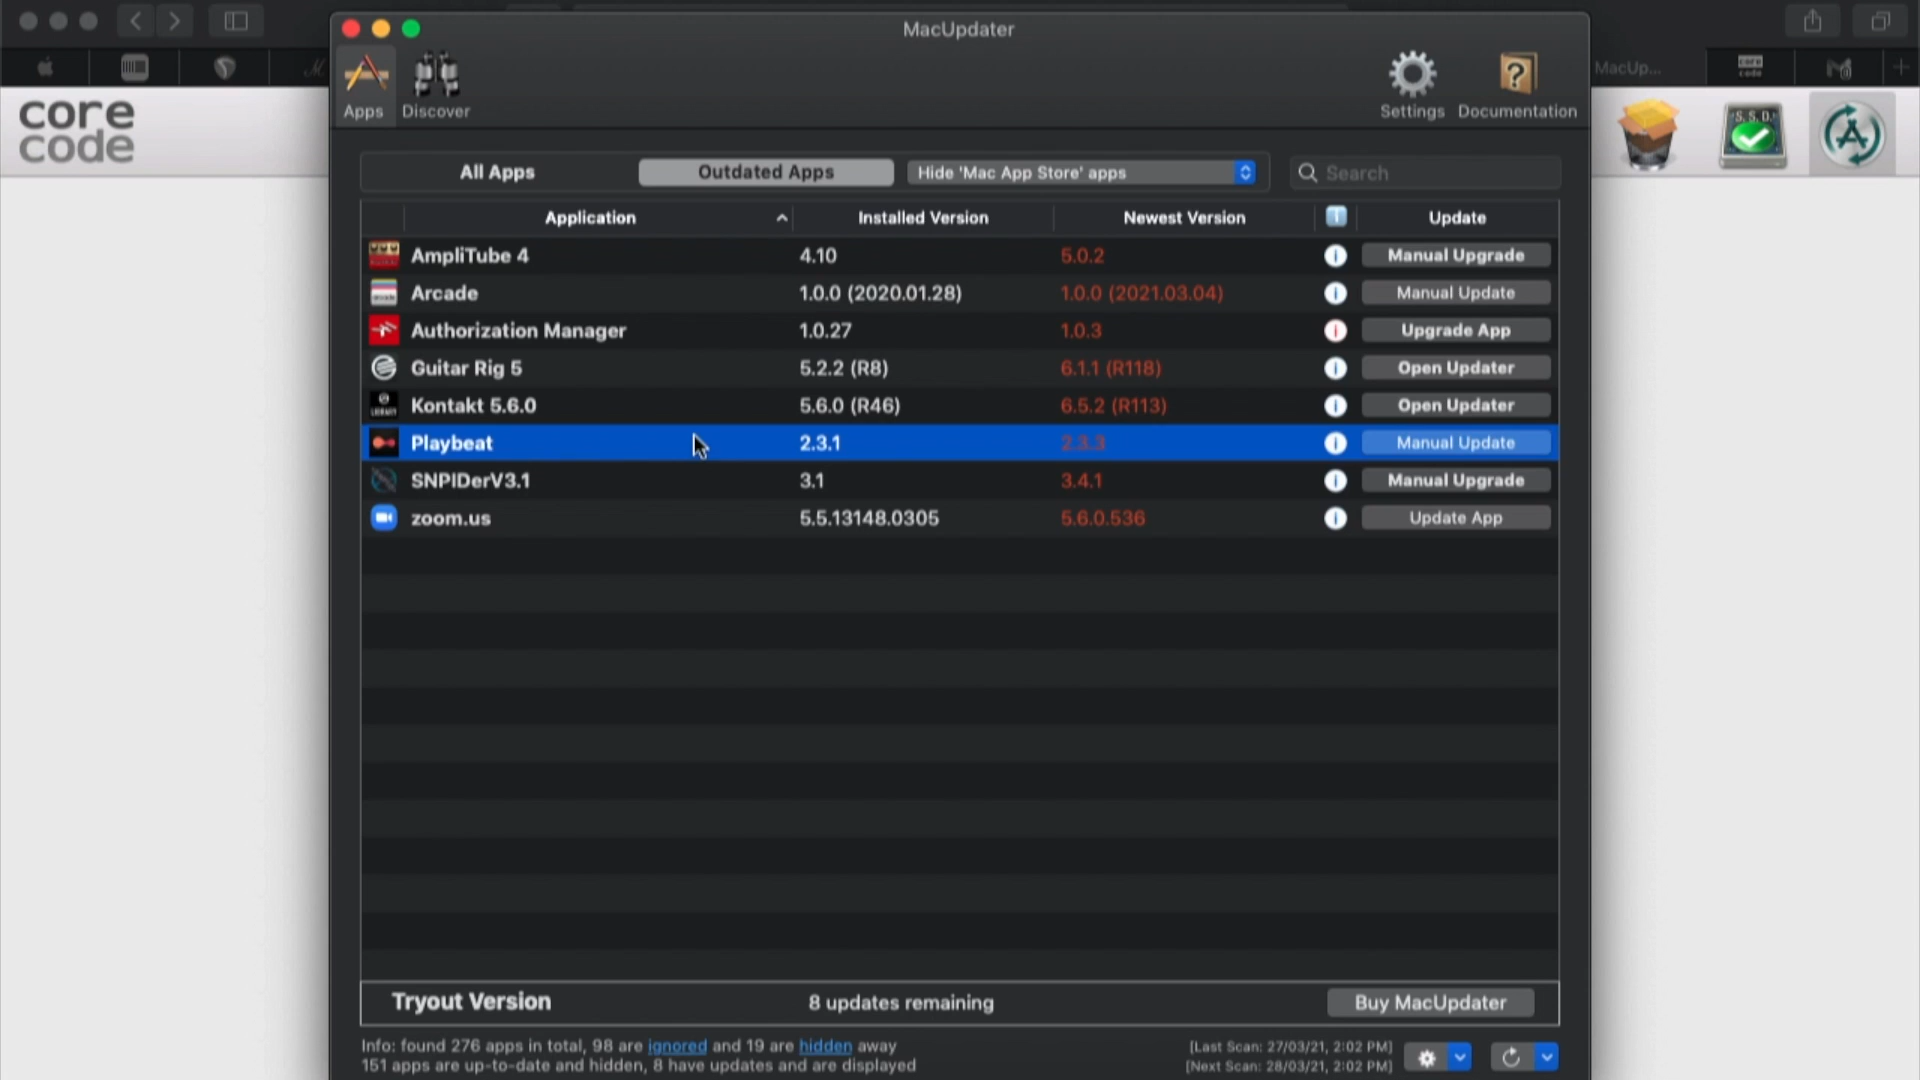 MacUpdater
Apps
Discover
Settings
Documentation
MacUp...
core
code
core
code
S.S.D.
All Apps
Outdated Apps
Hide 'Mac App Store' apps
Search
Application
Installed Version
Newest Version
Update
AmpliTube 4 4.10 5.0.2 Manual Upgrade
Arcade 1.0.0 (2020.01.28) 1.0.0 (2021.03.04) Manual Update
Authorization Manager 1.0.27 1.0.3 Upgrade App
Guitar Rig 5 5.2.2 (R8) 6.1.1 (R118) Open Updater
Kontakt 5.6.0 5.6.0 (R46) 6.5.2 (R113) Open Updater
Playbeat 2.3.1 2.3.3 Manual Update
SNPIDerV3.1 3.1 3.4.1 Manual Upgrade
zoom.us 5.5.13148.0305 5.6.0.536 Update App
Tryout Version
8 updates remaining
Buy MacUpdater
Info: found 276 apps in total, 98 are ignored and 19 are hidden away
151 apps are up-to-date and hidden, 8 have updates and are displayed
[Last Scan: 27/03/21, 2:02 PM]
[Next Scan: 28/03/21, 2:02 PM]